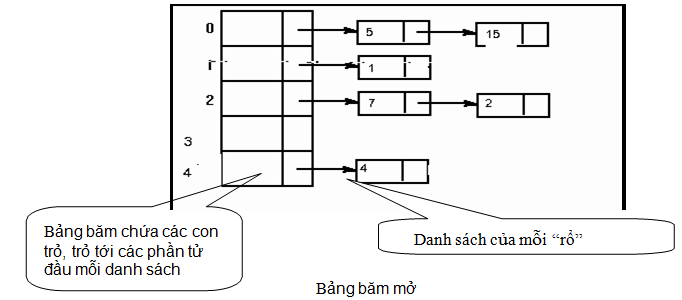 0 5 15
1 1
2 7 2
3
4 4
Bảng băm chứa các con
trỏ, trỏ tới các phần tử
đầu mỗi danh sách
Danh sách của mỗi “rổ”
Bảng băm mở